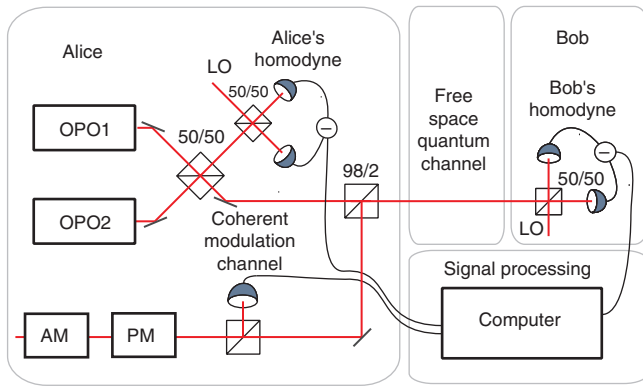 Alice
LO
Alice's
homodyne
50/50
50/50
OPO1
OPO2
98/2
Coherent
modulation
channel
AM
PM
Free
space
quantum
channel
Bob
Bob's
homodyne
50/50
LO
Signal processing
Computer